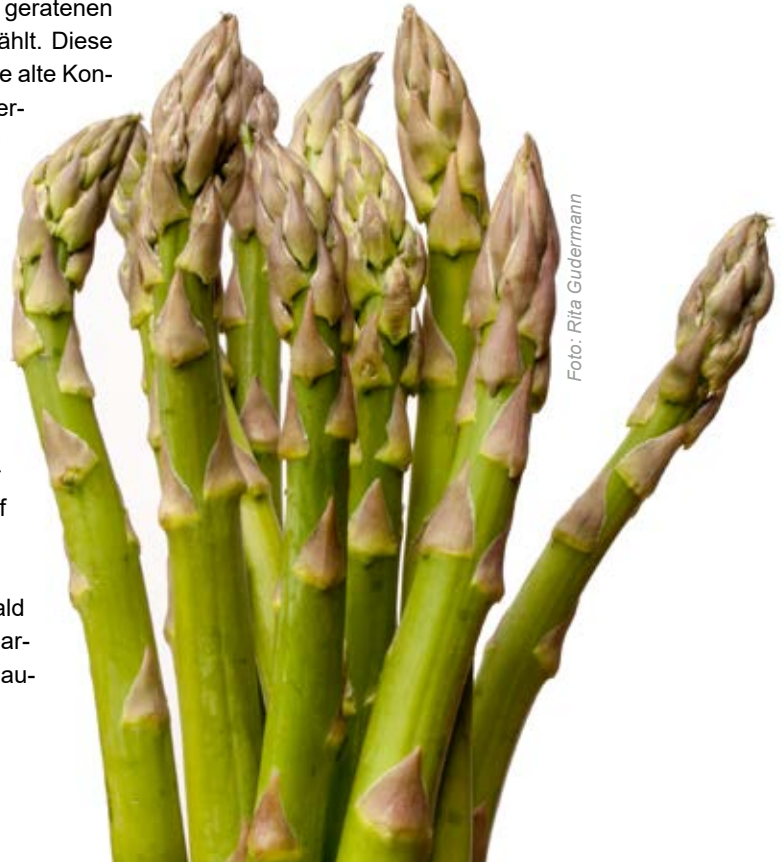 geratenen
ählt. Diese
e alte Kon-
er-
f
ald
ar-
au-
Foto: Rita Gudermann